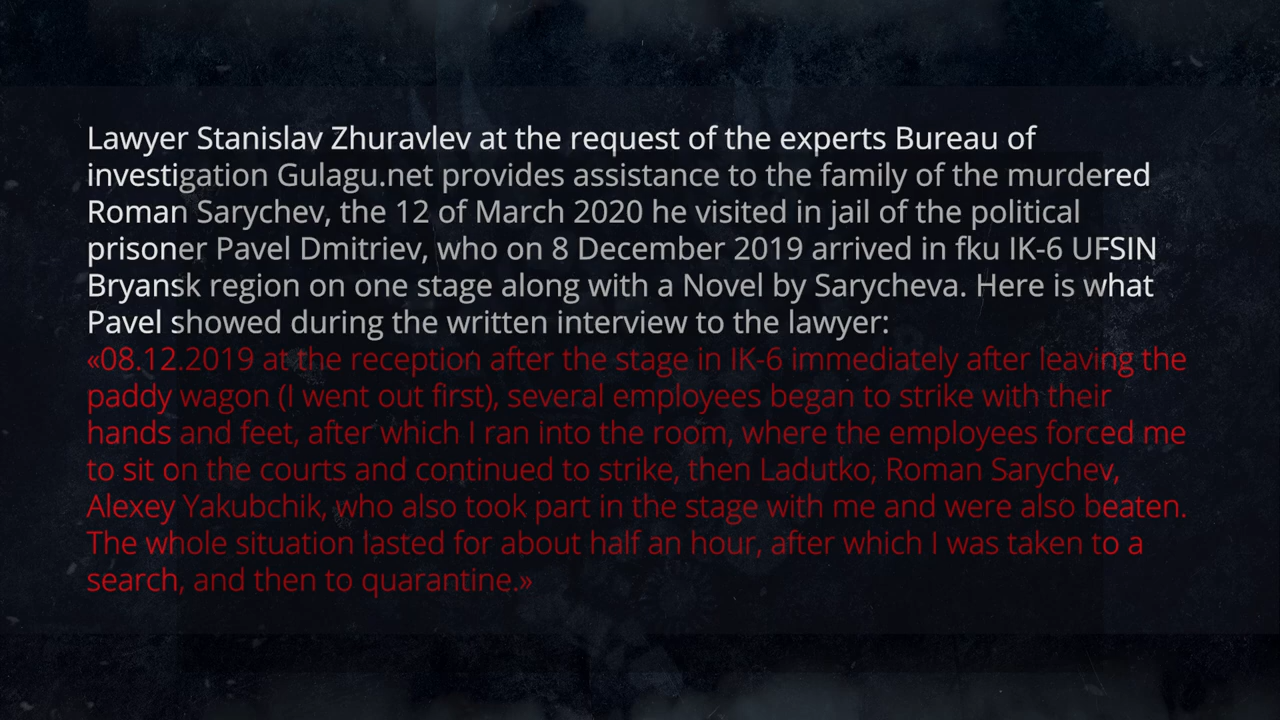 Lawyer Stanislav Zhuravlev at the request of the experts Bureau of
investigation Gulagu.net provides assistance to the family of the murdered
Roman Sarychev, the 12 of March 2020 he visited in jail of the political
prisoner Pavel Dmitriev, who on 8 December 2019 arrived in fku IK-6 UFSIN
Bryansk region on one stage along with a Novel by Sarycheva. Here is what
Pavel showed during the written interview to the lawyer:
«08.12.2019 at the reception after the stage in IK-6 immediately after leaving the
paddy wagon (I went out first), several employees began to strike with their
hands and feet, after which I ran into the room, where the employees forced me
to sit on the courts and continued to strike, then Ladutko, Roman Sarychev,
Alexey Yakubchik, who also took part in the stage with me and were also beaten.
The whole situation lasted for about half an hour, after which I was taken to a
search, and then to quarantine.»